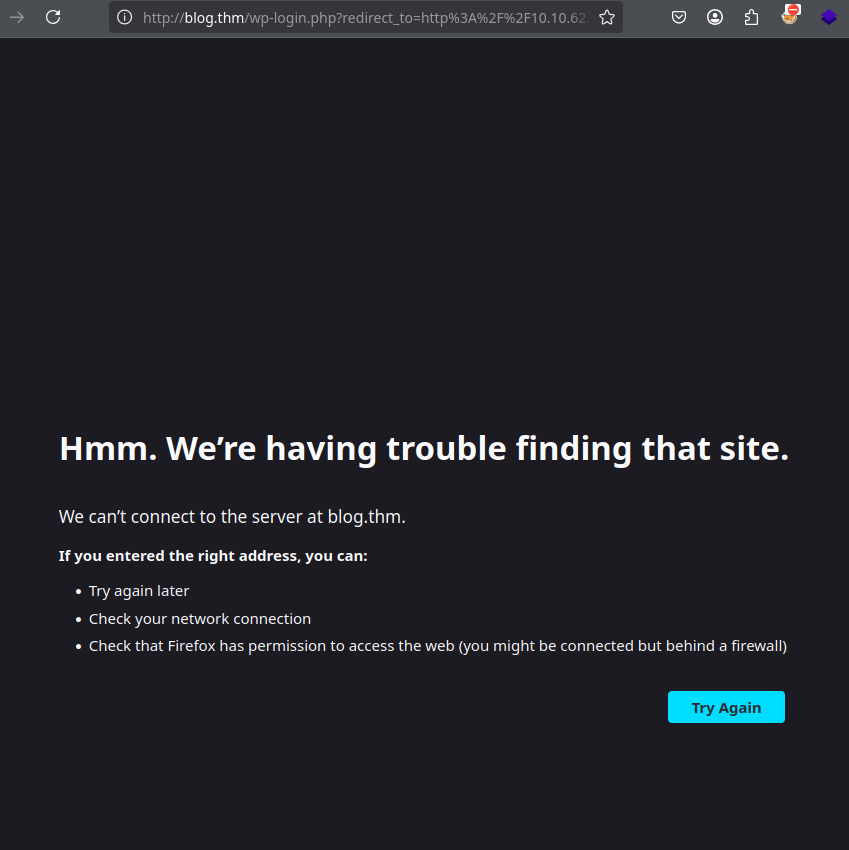 http://blog.thm/wp-login.php?redirect_to=http%3A%2F%2F10.10.62.
Hmm. We’re having trouble finding that site.
We can’t connect to the server at blog.thm.
If you entered the right address, you can:
• Try again later
• Check your network connection
• Check that Firefox has permission to access the web (you might be connected but behind a firewall)
Try Again